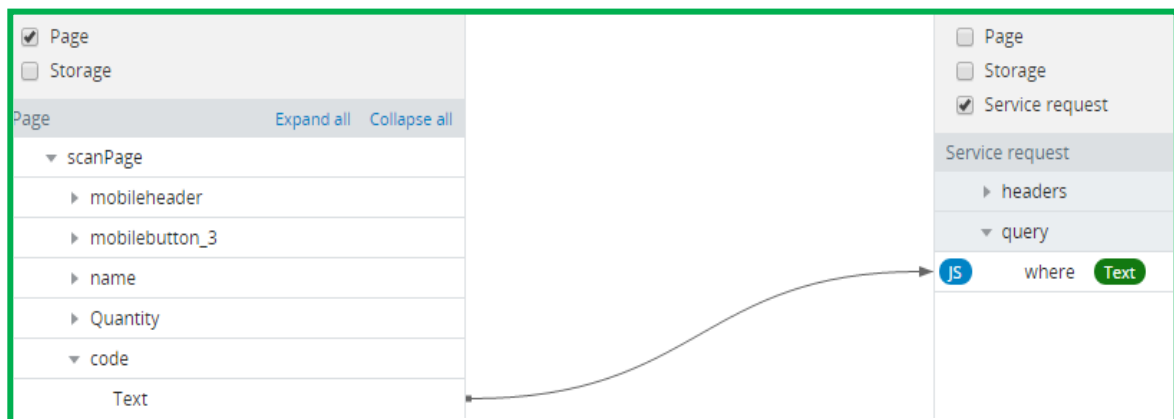 Page
Storage
Page Expand all Collapse all
scanPage
mobileheader
mobilebutton_3
name
Quantity
code
Text
Page
Storage
Service request
Service request
headers
query
JS where Text